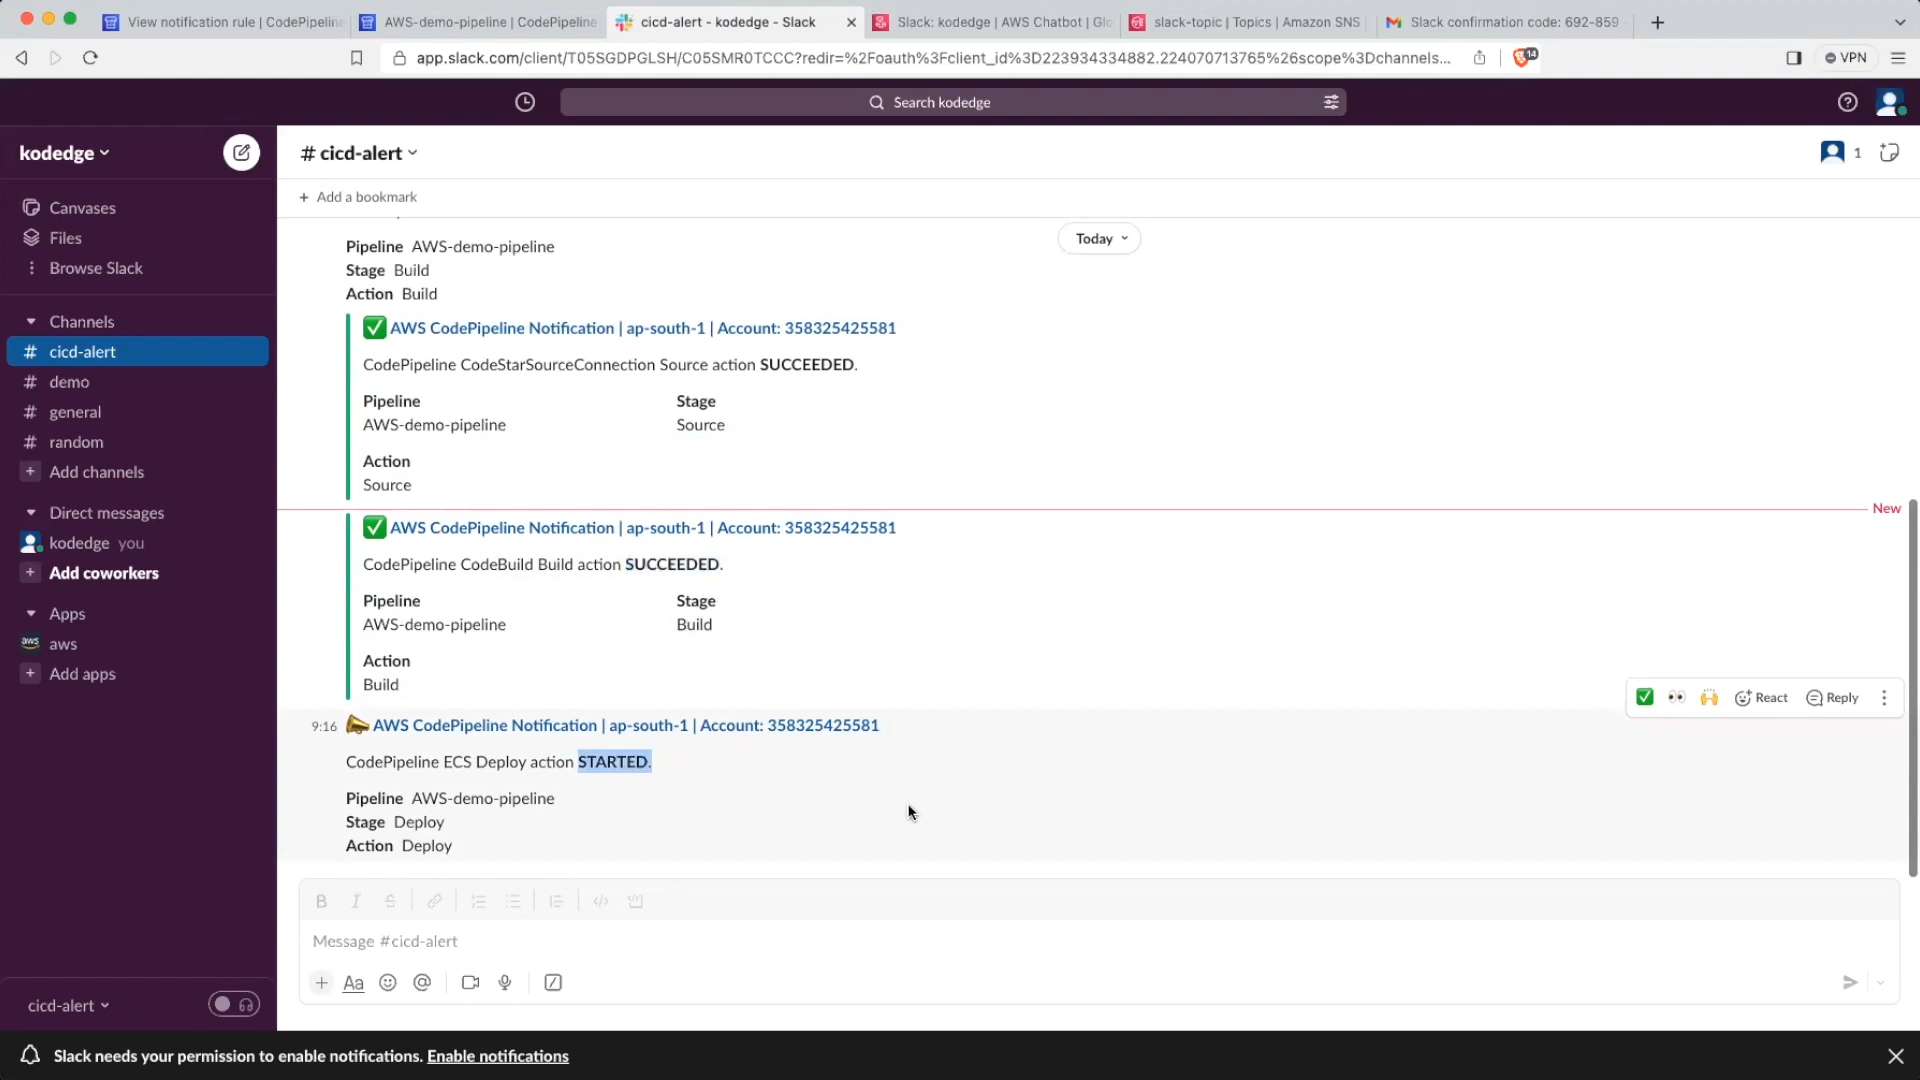 View notification rule | CodePipeline
AWS-demo-pipeline | CodePipeline
cicd-alert - kodedge - Slack
Slack: kodedge | AWS Chatbot | Glo
slack-topic | Topics | Amazon SNS
Slack confirmation code: 692-859
app.slack.com/client/T05SGDPGLSH/C05SMR0TCCC?redir=%2Foauth%3Fclient_id%3D223934334882.224070713765%26scope%3Dchannels...
14
VPN
Search kodedge
kodedge
# cicd-alert
1
+ Add a bookmark
Canvases
Files
Browse Slack
Channels
# cicd-alert
# demo
# general
# random
+ Add channels
Direct messages
kodedge you
+ Add coworkers
Apps
aws aws
+ Add apps
Today
Pipeline AWS-demo-pipeline
Stage Build
Action Build
AWS CodePipeline Notification | ap-south-1 | Account: 358325425581
CodePipeline CodeStarSourceConnection Source action SUCCEEDED.
Pipeline Stage
AWS-demo-pipeline Source
Action
Source
New
AWS CodePipeline Notification | ap-south-1 | Account: 358325425581
CodePipeline CodeBuild Build action SUCCEEDED.
Pipeline Stage
AWS-demo-pipeline Build
Action
Build
React Reply
9:16 AWS CodePipeline Notification | ap-south-1 | Account: 358325425581
CodePipeline ECS Deploy action STARTED.
Pipeline AWS-demo-pipeline
Stage Deploy
Action Deploy
B I S
Message #cicd-alert
+ Aa @
cicd-alert
Slack needs your permission to enable notifications. Enable notifications